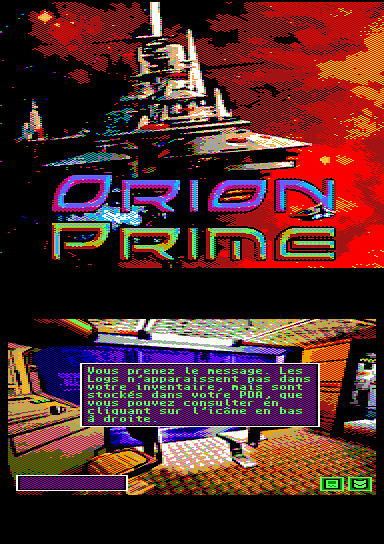 ORION
PRIME
Vous prenez le message. Les
Logs n'apparaissent pas dans
votre inventaire, mais sont
stockés dans votre PDA, que
vous pouvez consulter en
cliquant sur l'icône en bas
à droite.